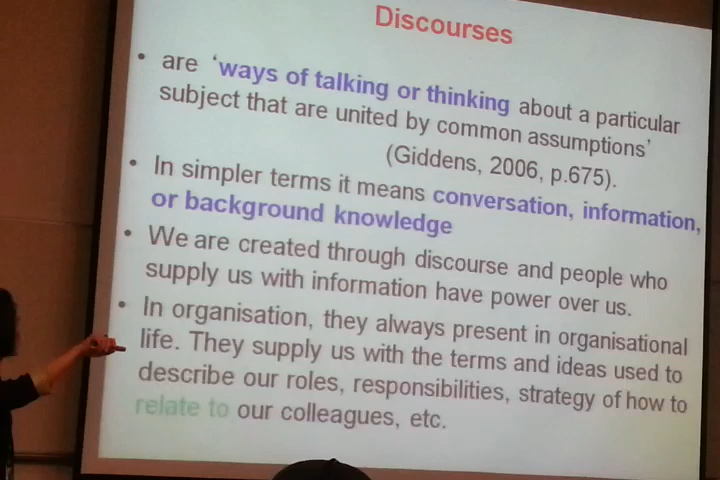 Discourses
• are 'ways of talking or thinking about a particular
subject that are united by common assumptions'
(Giddens, 2006, p.675).
• In simpler terms it means conversation, information,
or background knowledge
• We are created through discourse and people who
supply us with information have power over us.
• In organisation, they always present in organisational
life. They supply us with the terms and ideas used to
describe our roles, responsibilities, strategy of how to
relate to our colleagues, etc.